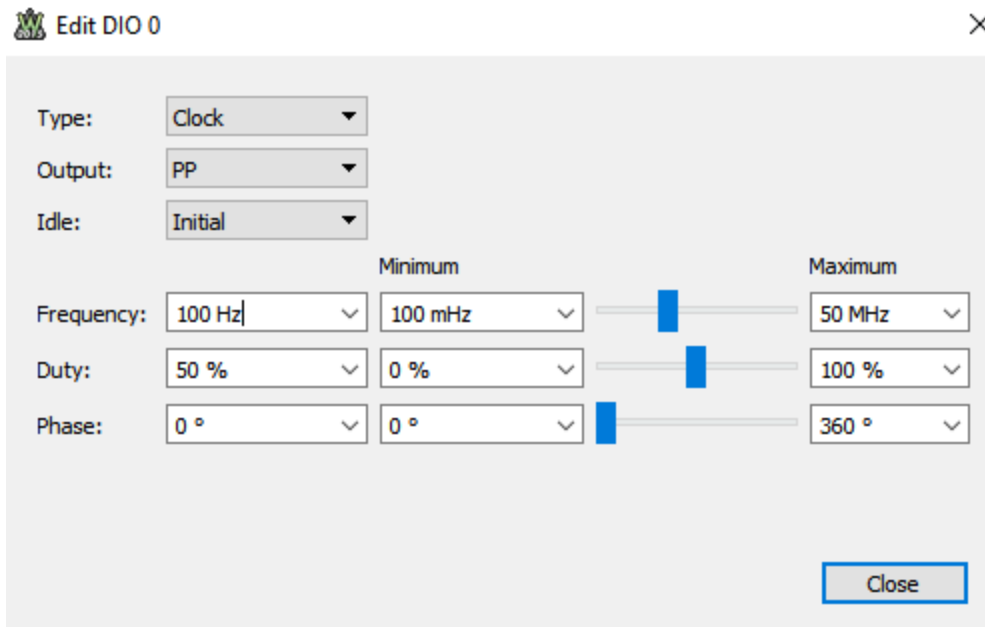 Edit DIO 0
Type: Clock
Output: PP
Idle: Initial
Minimum Maximum
Frequency: 100 Hz 100 mHz 50 MHz
Duty: 50 % 0 % 100 %
Phase: 0 ° 0 ° 360 °
Close